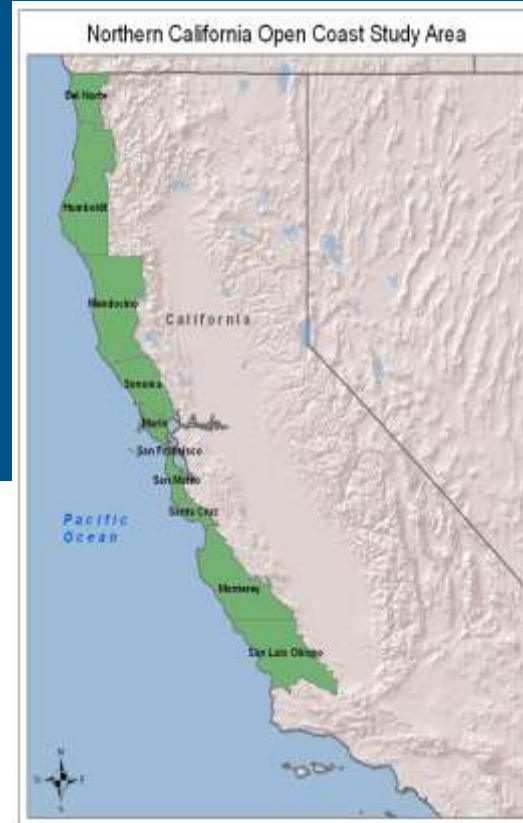 Northern California Open Coast Study Area
Del Norte
Humboldt
Mendocino
California
Sonoma
Marin
San Francisco
San Mateo
Pacific
Ocean
Santa Cruz
Monterey
San Luis Obispo
N